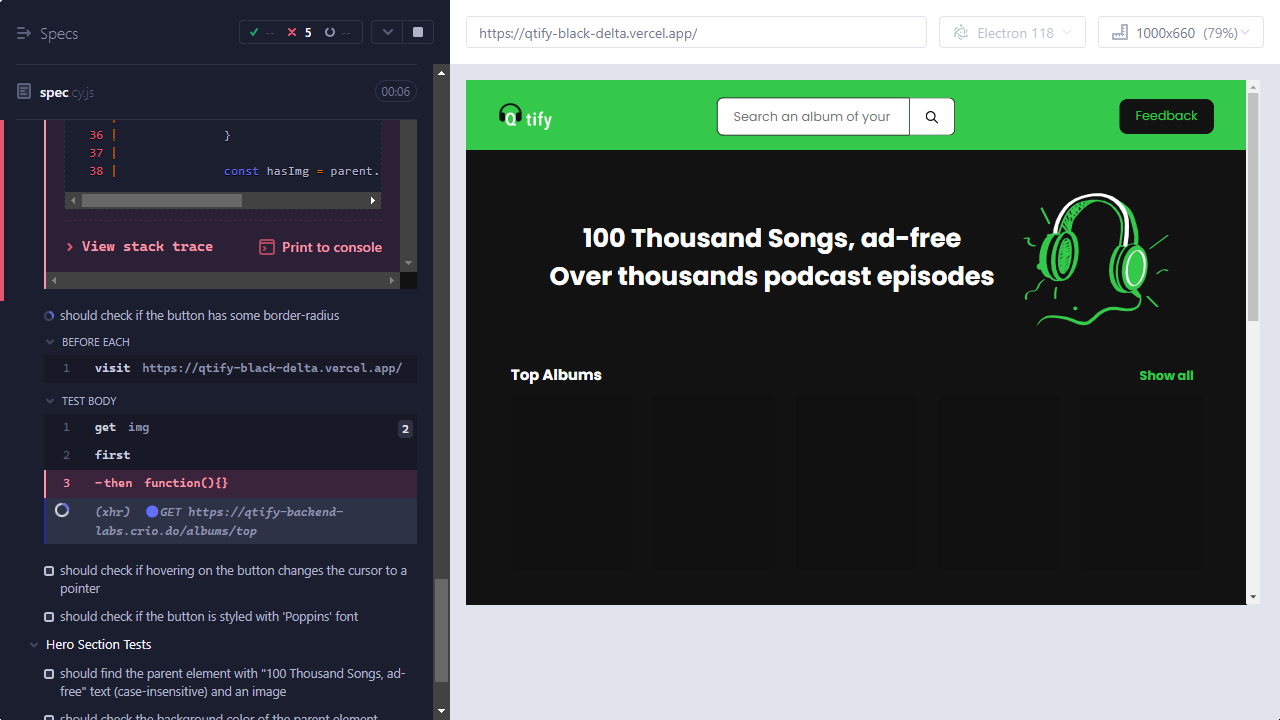 Specs
-- 5 --
spec.cy.js
00:06
36 | }
37 |
38 | const hasImg = parent.
View stack trace
Print to console
should check if the button has some border-radius
BEFORE EACH
1 visit https://qtify-black-delta.vercel.app/
TEST BODY
1 get img 2
2 first
3 -then function(){}
(xhr) GET https://qtify-backend-
labs.crio.do/albums/top
should check if hovering on the button changes the cursor to a
pointer
should check if the button is styled with 'Poppins' font
Hero Section Tests
should find the parent element with "100 Thousand Songs, ad-
free" text (case-insensitive) and an image
should check the background color of the parent element
https://qtify-black-delta.vercel.app/
Electron 118
1000x660 (79%)
Qtify
Search an album of your
Feedback
100 Thousand Songs, ad-free
Over thousands podcast episodes
Top Albums
Show all